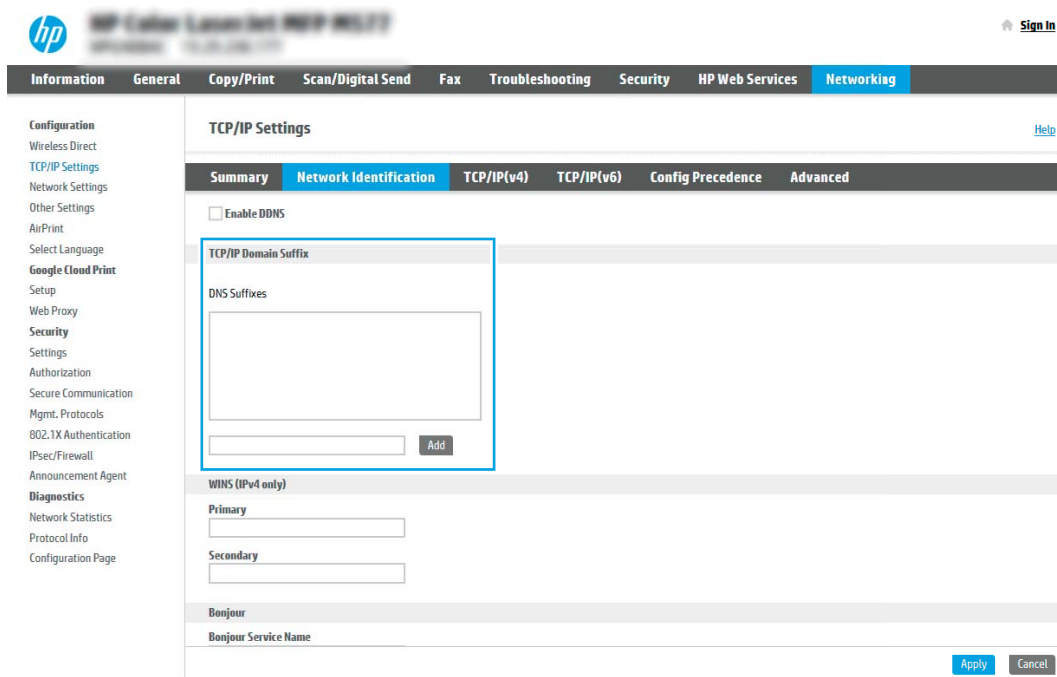 hp
Sign In
Information General Copy/Print Scan/Digital Send Fax Troubleshooting Security HP Web Services Networking
Configuration
Wireless Direct
TCP/IP Settings
Network Settings
Other Settings
AirPrint
Select Language
Google Cloud Print
Setup
Web Proxy
Security
Settings
Authorization
Secure Communication
Mgmt. Protocols
802.1X Authentication
IPsec/Firewall
Announcement Agent
Diagnostics
Network Statistics
Protocol Info
Configuration Page
TCP/IP Settings
Help
Summary Network Identification TCP/IP(v4) TCP/IP(v6) Config Precedence Advanced
Enable DDNS
TCP/IP Domain Suffix
DNS Suffixes
Add
WINS (IPv4 only)
Primary
Secondary
Bonjour
Bonjour Service Name
Apply Cancel